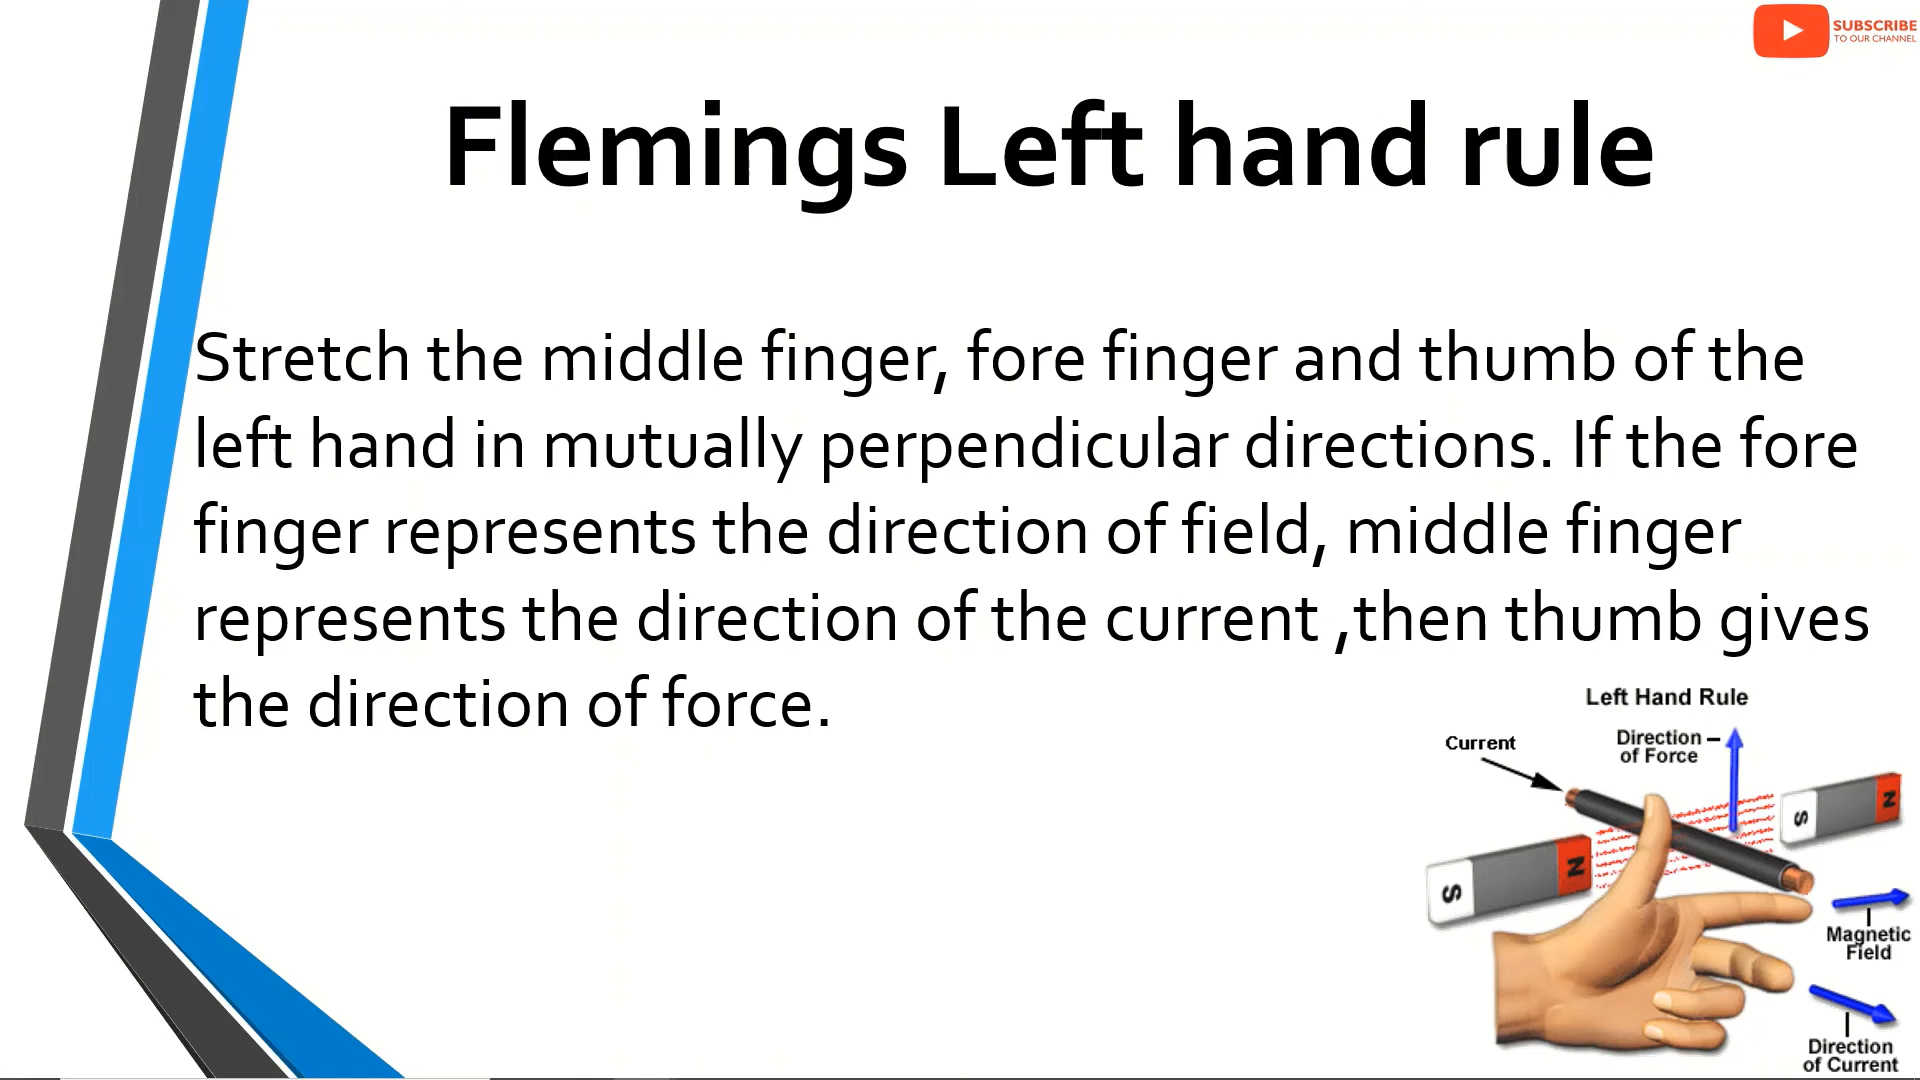 SUBSCRIBE
TO OUR CHANNEL
Flemings Left hand rule
Stretch the middle finger, fore finger and thumb of the
left hand in mutually perpendicular directions. If the fore
finger represents the direction of field, middle finger
represents the direction of the current ,then thumb gives
the direction of force.
Left Hand Rule
Current
Direction
of Force
S
N
S
N
Magnetic
Field
Direction
of Current